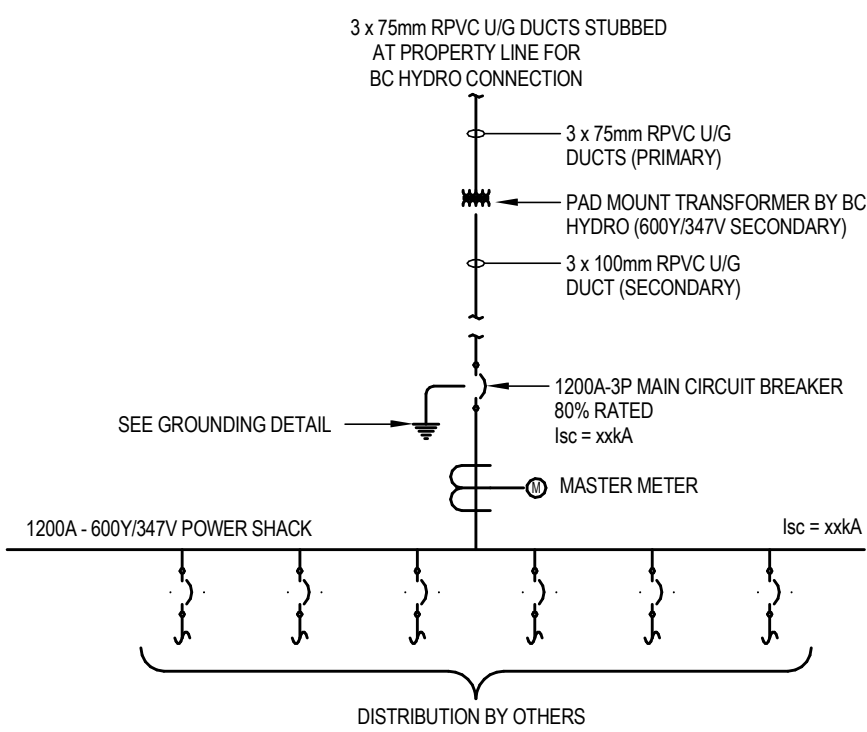 3 x 75mm RPVC U/G DUCTS STUBBED
AT PROPERTY LINE FOR
BC HYDRO CONNECTION
3 x 75mm RPVC U/G
DUCTS (PRIMARY)
PAD MOUNT TRANSFORMER BY BC
HYDRO (600Y/347V SECONDARY)
3 x 100mm RPVC U/G
DUCT (SECONDARY)
1200A-3P MAIN CIRCUIT BREAKER
80% RATED
Isc = xxkA
SEE GROUNDING DETAIL
M
MASTER METER
1200A - 600Y/347V POWER SHACK
Isc = xxkA
DISTRIBUTION BY OTHERS